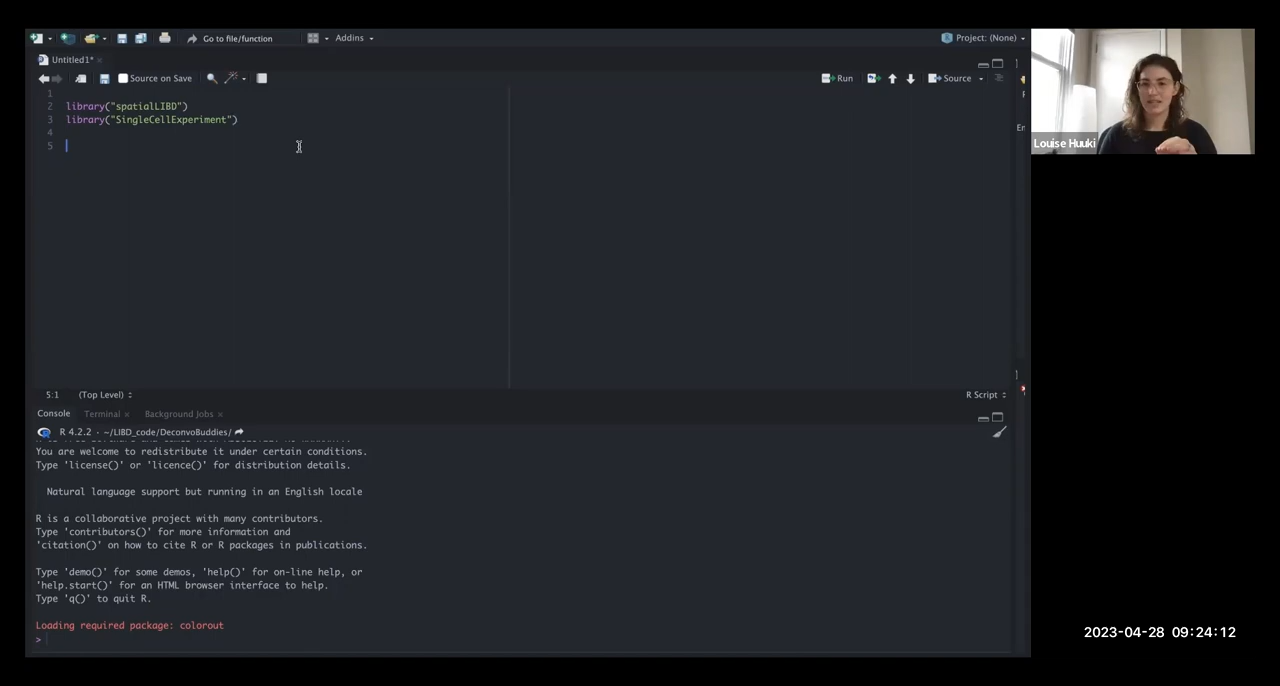 Go to file/function
Addins
Project: (None)
Untitled1*
Source on Save
Run
Source
1
2 library("spatialLIBD")
3 library("SingleCellExperiment")
4
5
5:1
(Top Level)
R Script
Console
Terminal
Background Jobs
R 4.2.2 · ~/LIBD_code/DeconvoBuddies/
You are welcome to redistribute it under certain conditions.
Type 'license()' or 'licence()' for distribution details.
Natural language support but running in an English locale
R is a collaborative project with many contributors.
Type 'contributors()' for more information and
'citation()' on how to cite R or R packages in publications.
Type 'demo()' for some demos, 'help()' for on-line help, or
'help.start()' for an HTML browser interface to help.
Type 'q()' to quit R.
Loading required package: colorout
>
Louise Huuki
2023-04-28 09:24:12